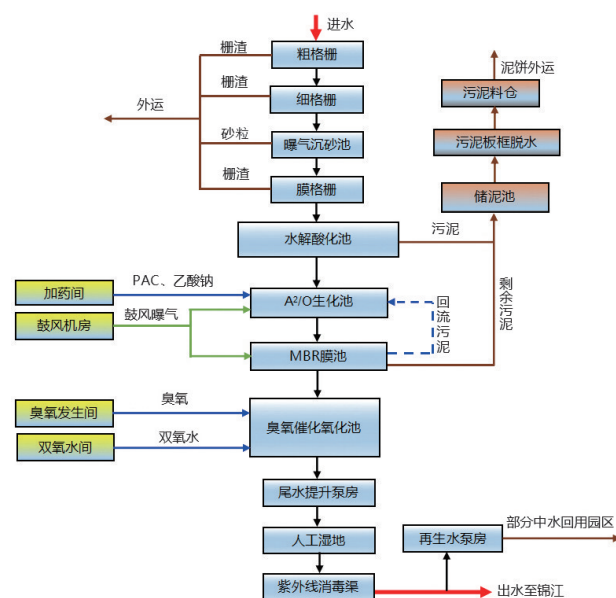 进水
栅渣
粗格栅
泥饼外运
栅渣
细格栅
污泥料仓
外运
砂粒
曝气沉砂池
污泥板框脱水
栅渣
膜格栅
储泥池
水解酸化池
污泥
加药间
PAC、乙酸钠
A²/O生化池
回流污泥
剩余污泥
鼓风机房
鼓风曝气
MBR膜池
臭氧发生间
臭氧
臭氧催化氧化池
双氧水间
双氧水
尾水提升泵房
人工湿地
再生水泵房
部分中水回用园区
紫外线消毒渠
出水至锦江